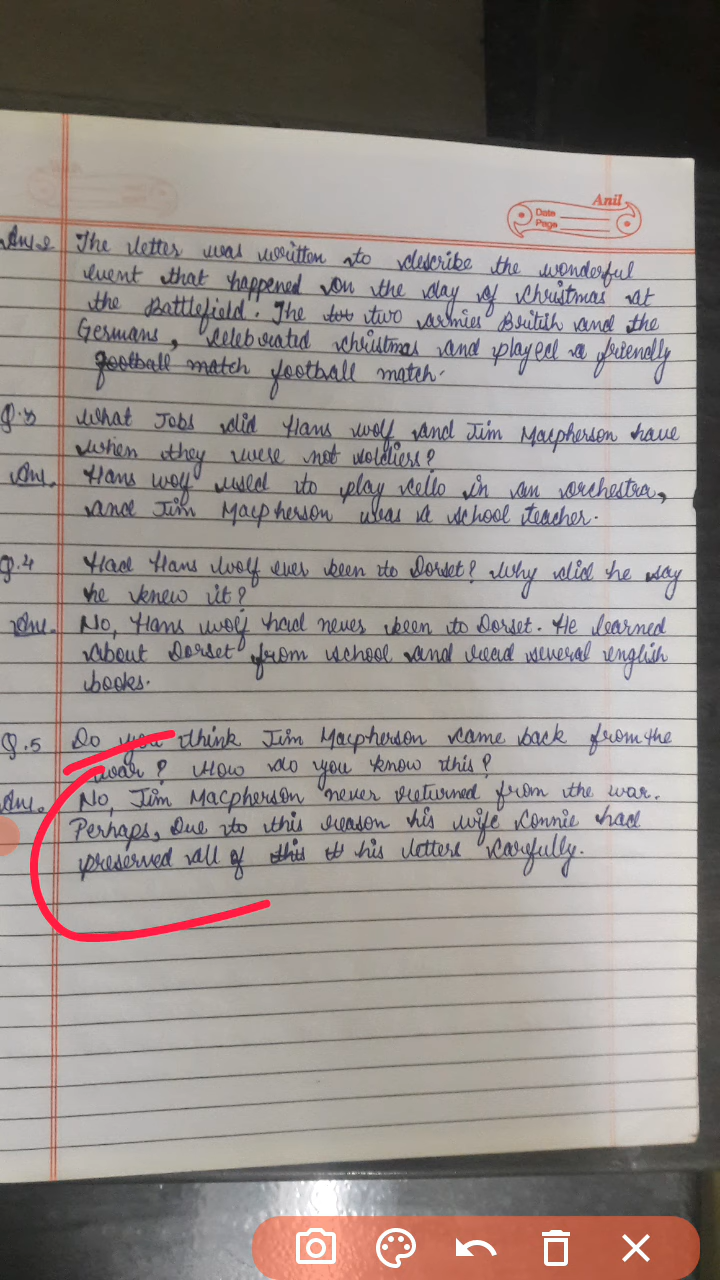 Anil
Date
Page
Ans 2 The letter was written to describe the wonderful
event that happened on the day of christmas at
the Battlefield. The two armies British and the
Germans, celebrated christmas and played a friendly
football match football match.
Q.3 What Jobs did Hans wolf and Jim Macpherson have
when they were not soldiers?
Ans. Hans wolf used to play cello in an orchestra,
and Jim Macpherson was a school teacher.
Q.4 Had Hans wolf ever been to Dorset? Why did he say
he knew it?
Ans. No, Hans wolf had never been to Dorset. He learned
about Dorset from school and read several english
books.
Q.5 Do you think Jim Macpherson came back from the
war? How do you know this?
Ans. No, Jim Macpherson never returned from the war.
Perhaps, Due to this reason his wife Connie had
preserved all of this his letters carefully.